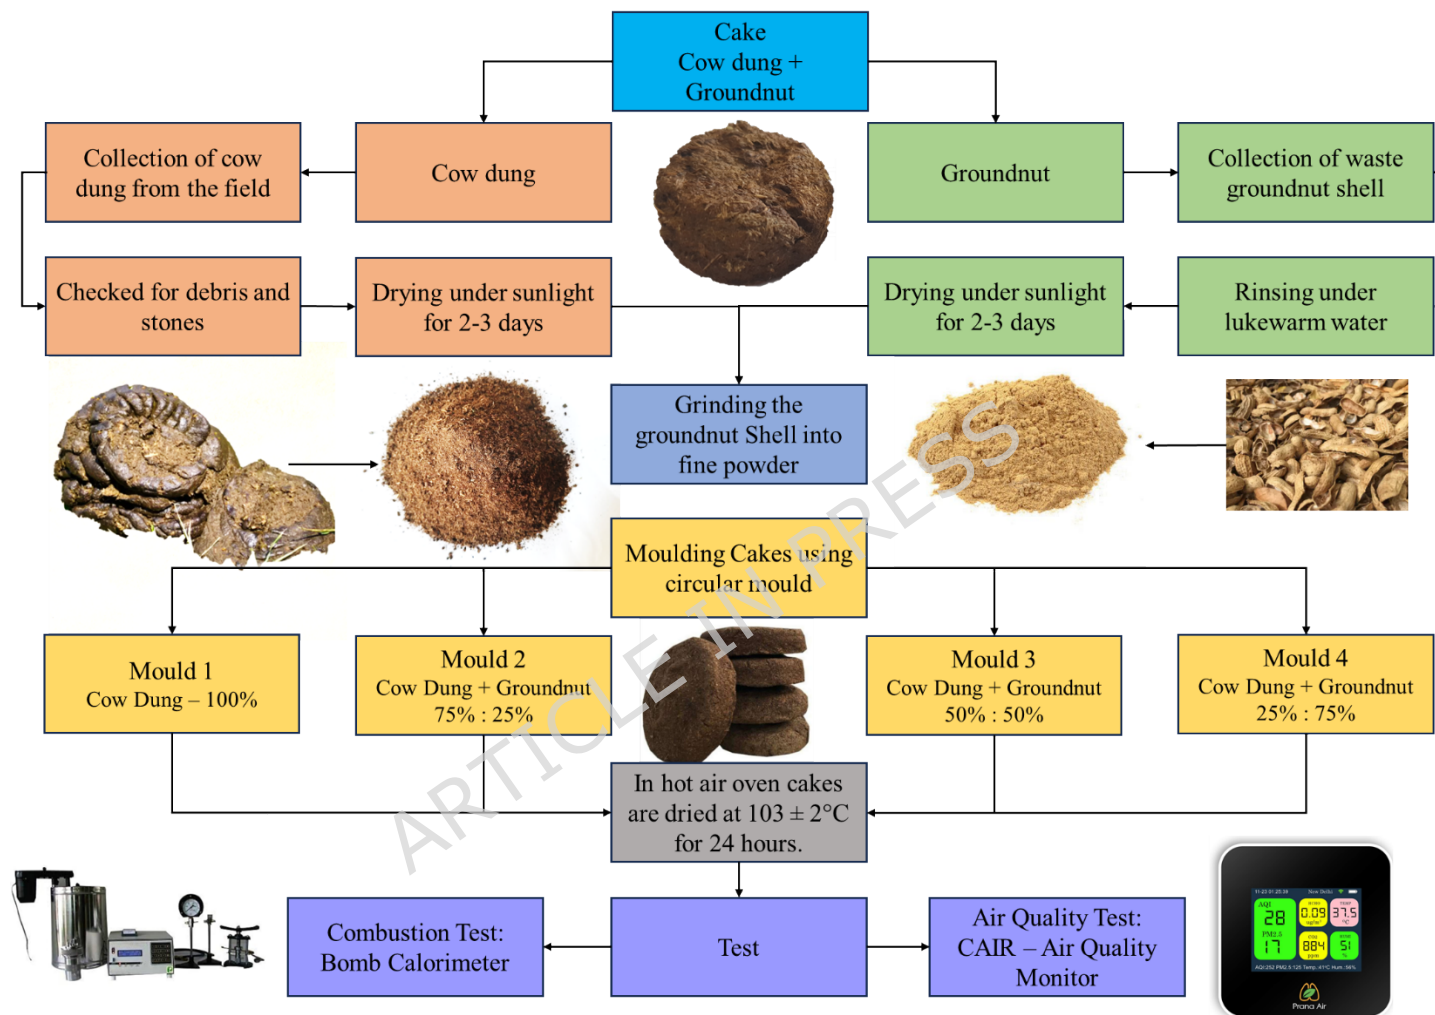 Cake
Cow dung +
Groundnut
Collection of cow
dung from the field
Cow dung
Groundnut
Collection of waste
groundnut shell
Checked for debris and
stones
Drying under sunlight
for 2-3 days
Drying under sunlight
for 2-3 days
Rinsing under
lukewarm water
Grinding the
groundnut Shell into
fine powder
Moulding Cakes using
circular mould
Mould 1
Cow Dung – 100%
Mould 2
Cow Dung + Groundnut
75% : 25%
Mould 3
Cow Dung + Groundnut
50% : 50%
Mould 4
Cow Dung + Groundnut
25% : 75%
ARTICLE IN PRESS
In hot air oven cakes
are dried at 103 ± 2°C
for 24 hours.
Combustion Test:
Bomb Calorimeter
Test
Air Quality Test:
CAIR – Air Quality
Monitor
New Delhi
AQI
28
0.09
37.5
°C
PM2.5
17
884
ppm
51
%
Prana Air